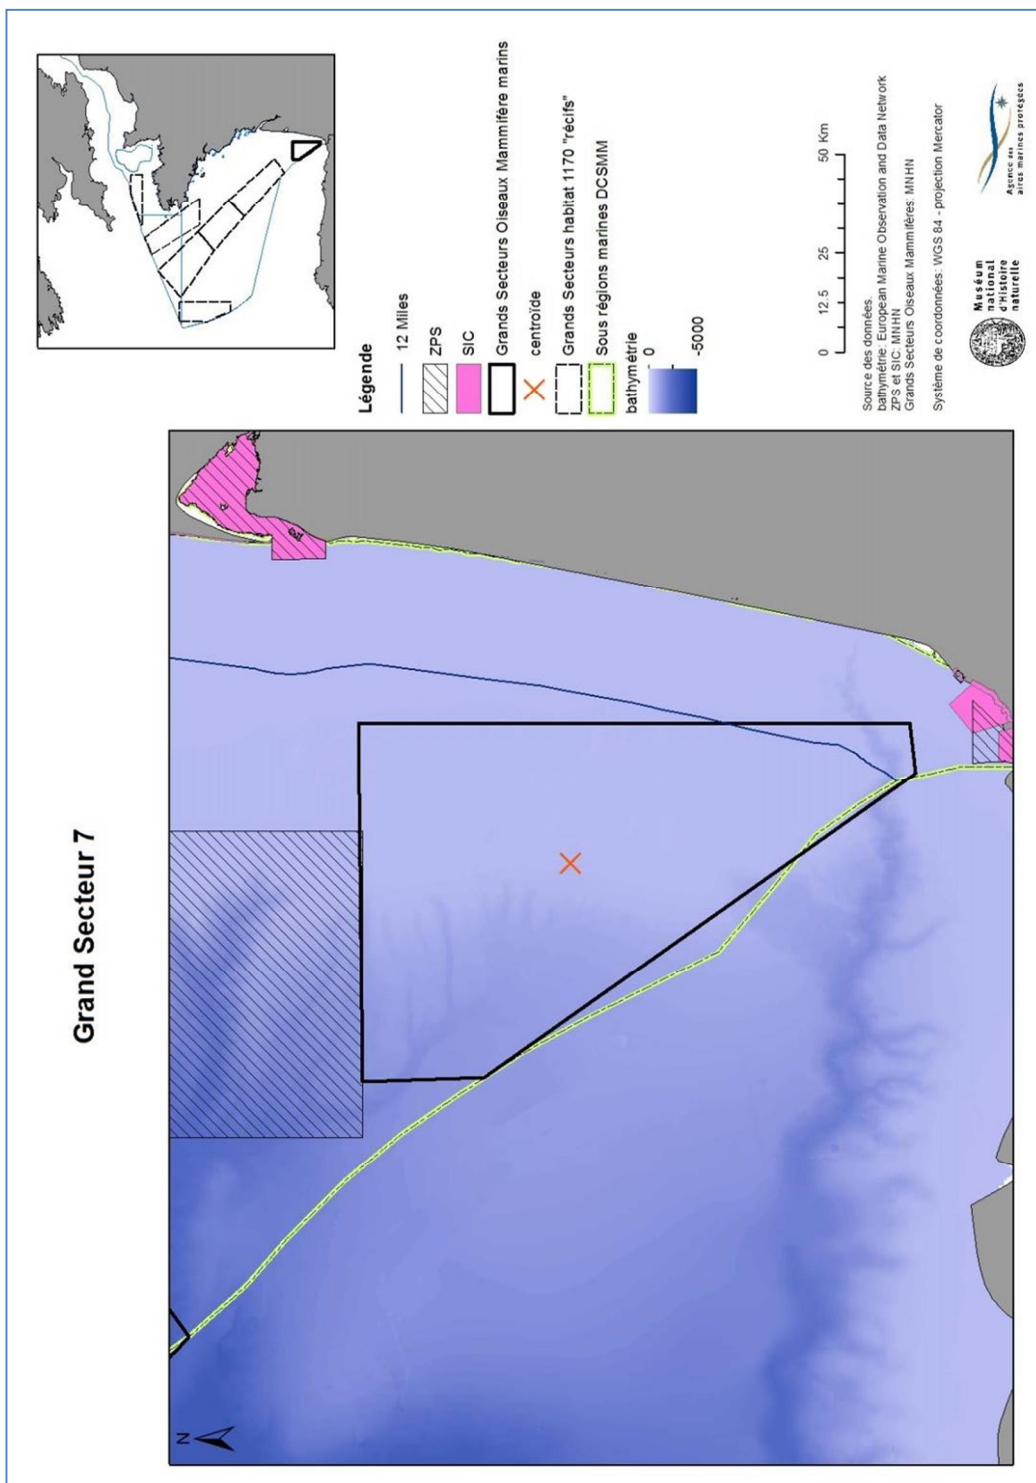 Grand Secteur 7
N
Légende
12 Miles
ZPS
SIC
Grands Secteurs Oiseaux Mammifère marins
centroïde
Grands Secteurs habitat 1170 "récifs"
Sous régions marines DCSMM
bathymétrie
0
-5000
0 12.5 25 50 Km
Source des données.
bathymétrie: European Marine Observation and Data Network
ZPS et SIC: MNHN
Grands Secteurs Oiseaux Mammifères: MNHN
Système de coordonnées: WGS 84 - projection Mercator
Muséum
national
d'Histoire
naturelle
Agence des
aires marines protégées